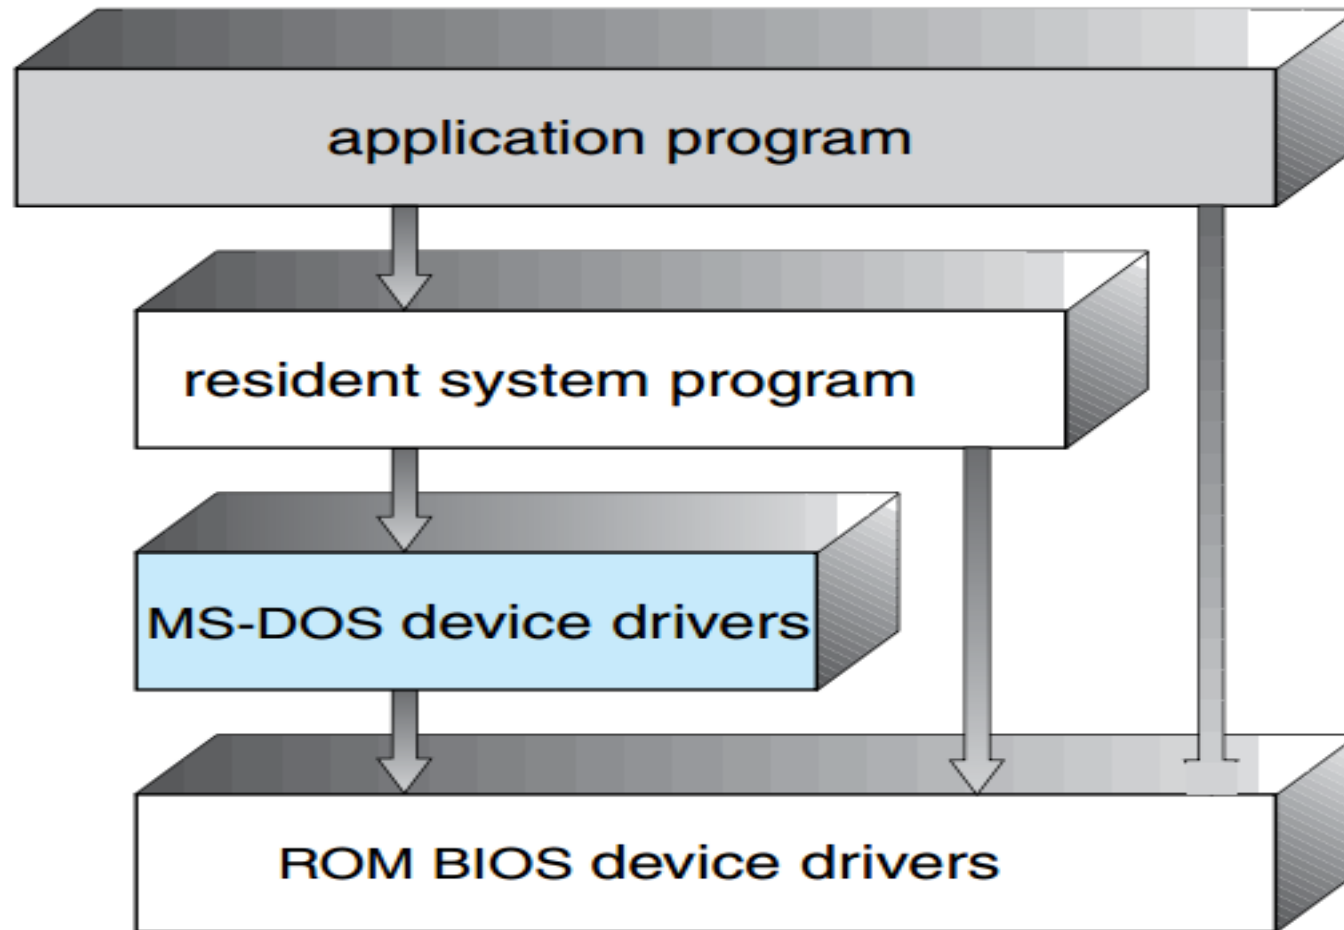 application program
resident system program
MS-DOS device drivers
ROM BIOS device drivers